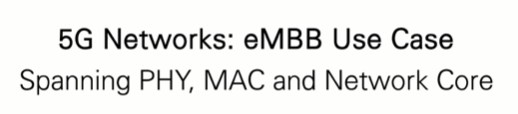 5G Networks: eMBB Use Case
Spanning PHY, MAC and Network Core